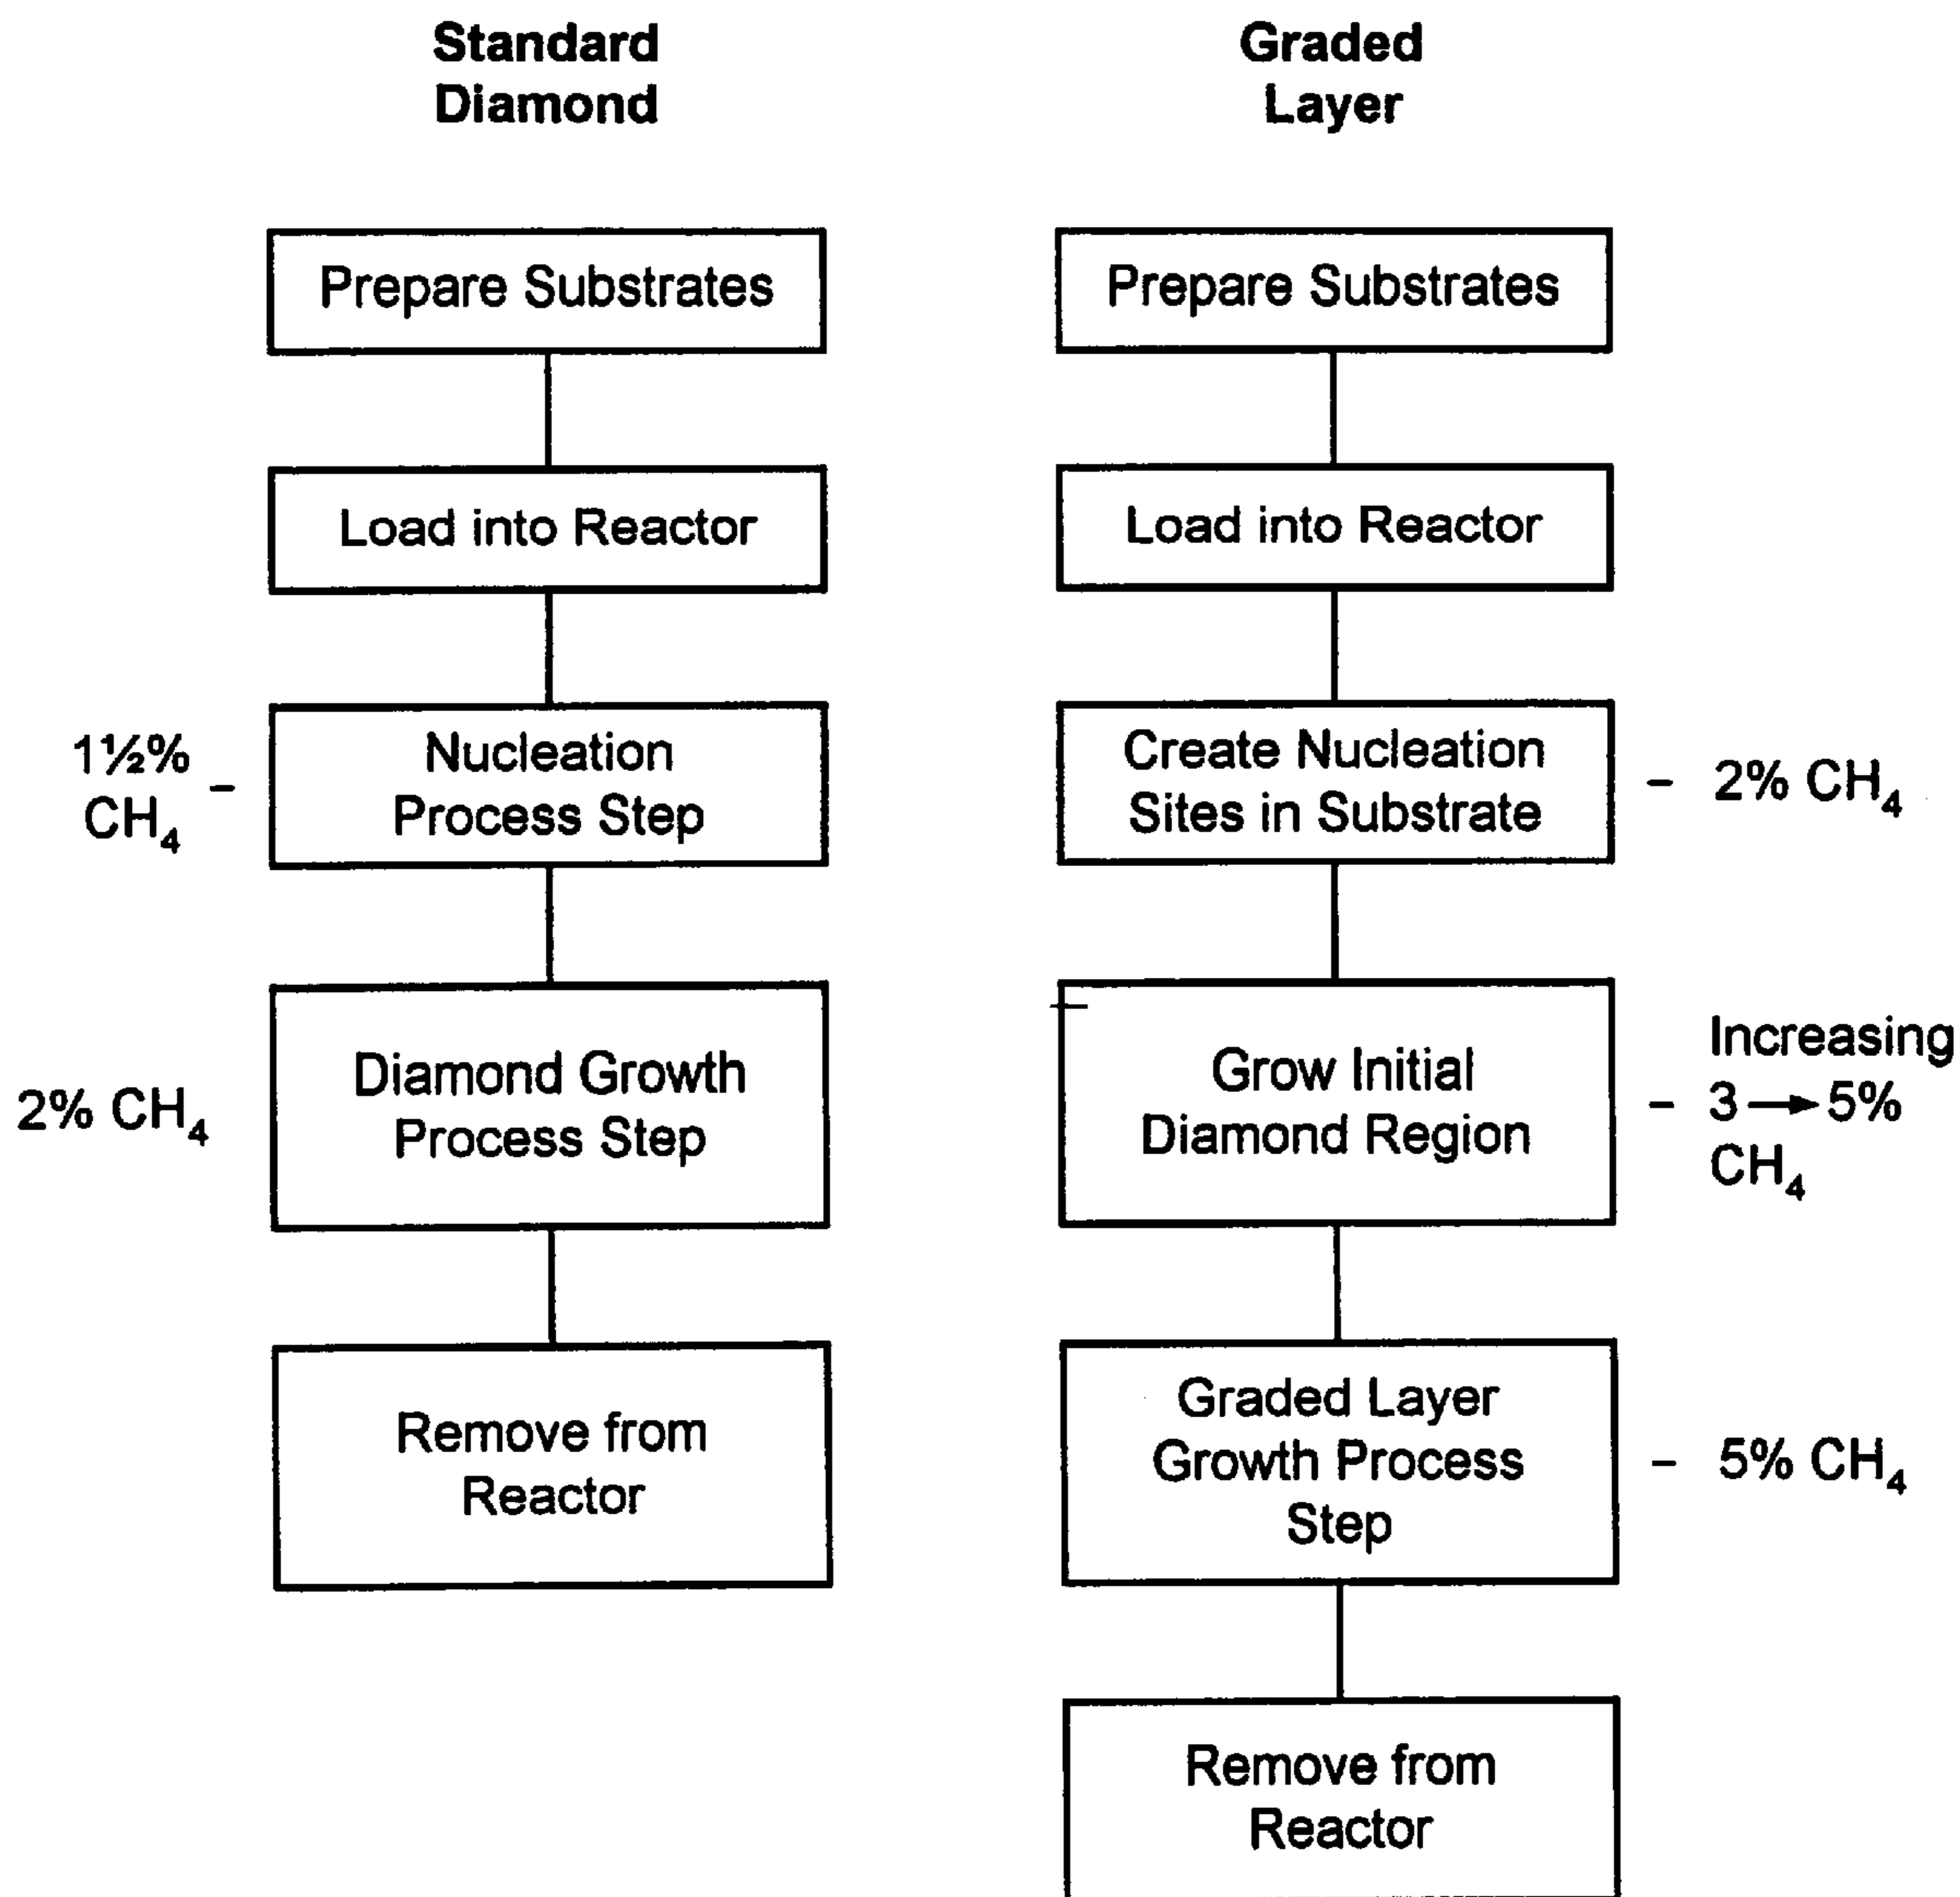 Standard
Diamond
Prepare Substrates
Load into Reactor
1½%
CH₄ –
Nucleation
Process Step
2% CH₄
Diamond Growth
Process Step
Remove from
Reactor
Graded
Layer
Prepare Substrates
Load into Reactor
Create Nucleation
Sites in Substrate
– 2% CH₄
Grow Initial
Diamond Region
Increasing
– 3 → 5%
CH₄
Graded Layer
Growth Process
Step
– 5% CH₄
Remove from
Reactor